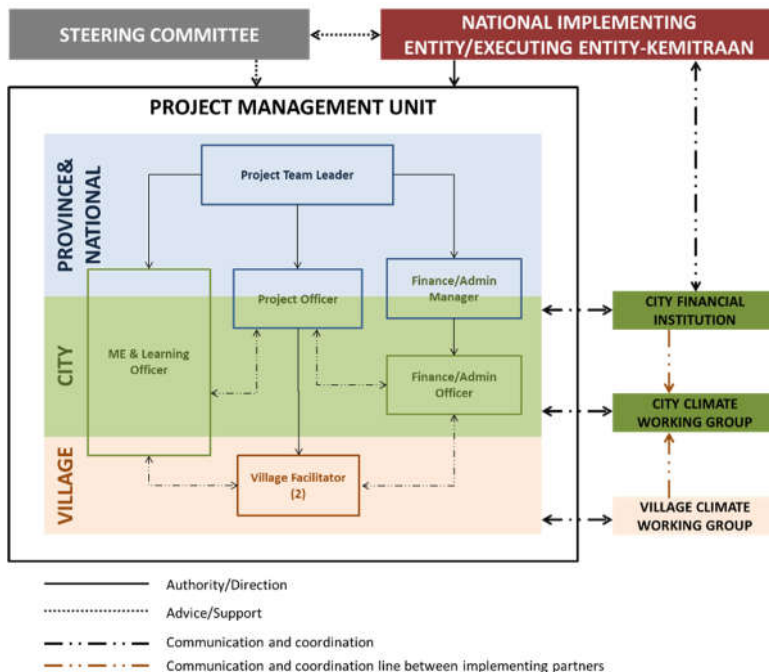 STEERING COMMITTEE
NATIONAL IMPLEMENTING
ENTITY/EXECUTING ENTITY-KEMITRAAN
PROJECT MANAGEMENT UNIT
PROVINCE&
NATIONAL
Project Team Leader
Project Officer
Finance/Admin
Manager
CITY
ME & Learning
Officer
Finance/Admin
Officer
VILLAGE
Village Facilitator
(2)
CITY FINANCIAL
INSTITUTION
CITY CLIMATE
WORKING GROUP
VILLAGE CLIMATE
WORKING GROUP
Authority/Direction
Advice/Support
Communication and coordination
Communication and coordination line between implementing partners